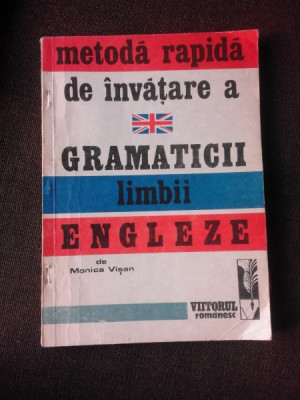 metodă rapidă
de învățare a
GRAMATICII
limbii
ENGLEZE
de
Monica Vișan
VIITORUL
românesc